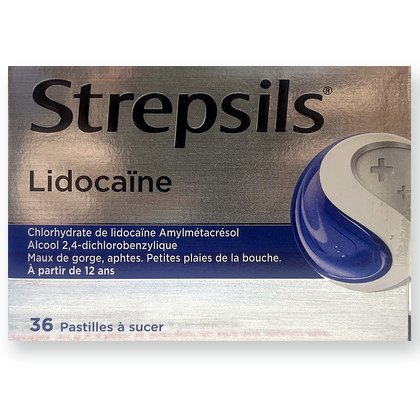 Strepsils®
Lidocaïne
Chlorhydrate de lidocaïne Amylmétacrésol
Alcool 2,4-dichlorobenzylique
Maux de gorge, aphtes. Petites plaies de la bouche.
À partir de 12 ans
36 Pastilles à sucer